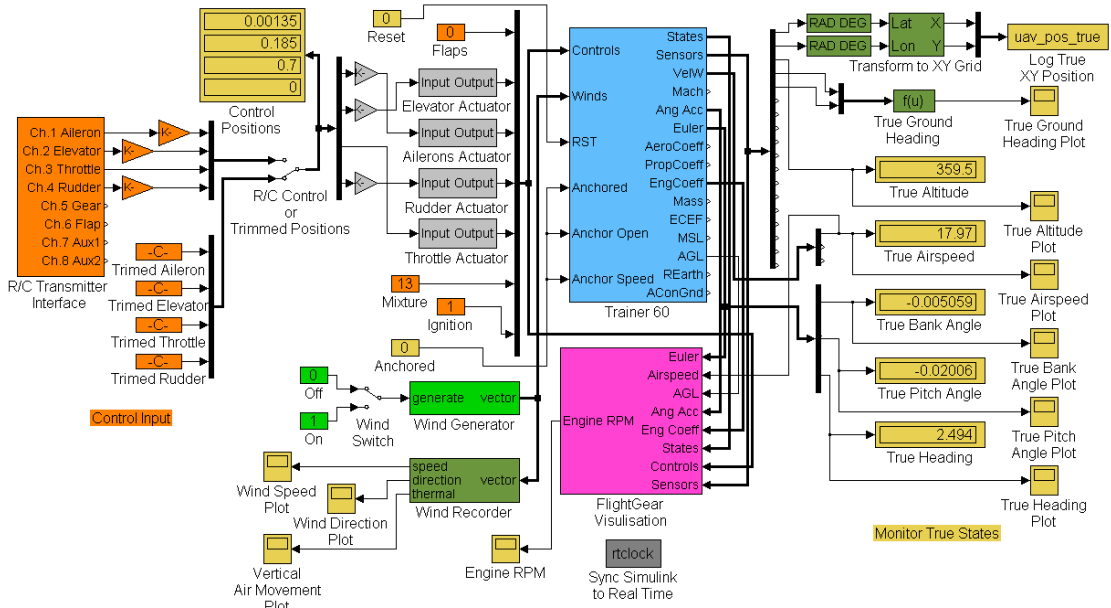 0.00135
0.185
0.7
0
Control
Positions
0
Reset
0
Flaps
K-
K-
K-
Input Output
Elevator Actuator
Input Output
Ailerons Actuator
Input Output
Rudder Actuator
Input Output
Throttle Actuator
13
Mixture
1
Ignition
0
Anchored
Ch.1 Aileron
Ch.2 Elevator
Ch.3 Throttle
Ch.4 Rudder
Ch.5 Gear
Ch.6 Flap
Ch.7 Aux1
Ch.8 Aux2
R/C Transmitter
Interface
K-
K-
K-
R/C Control
or
Trimmed Positions
-C-
Trimed Aileron
-C-
Trimed Elevator
-C-
Trimed Throttle
-C-
Trimed Rudder
Control Input
0
Off
1
On
Wind
Switch
generate vector
Wind Generator
speed
direction
thermal
vector
Wind Recorder
Wind Speed
Plot
Wind Direction
Plot
Vertical
Air Movement
Plot
Controls
Winds
RST
Anchored
Anchor Open
Anchor Speed
States
Sensors
VelW
Mach
Ang Acc
Euler
AeroCoeff
PropCoeff
EngCoeff
Mass
ECEF
MSL
AGL
REarth
AConGnd
Trainer 60
Engine RPM
Euler
Airspeed
AGL
Ang Acc
Eng Coeff
States
Controls
Sensors
FlightGear
Visulisation
Engine RPM
rtclock
Sync Simulink
to Real Time
RAD DEG
RAD DEG
Lat X
Lon Y
Transform to XY Grid
uav_pos_true
Log True
XY Position
f(u)
True Ground
Heading
True Ground
Heading Plot
359.5
True Altitude
True Altitude
Plot
17.97
True Airspeed
True Airspeed
Plot
-0.005059
True Bank Angle
True Bank
Angle Plot
-0.02006
True Pitch Angle
True Pitch
Angle Plot
2.494
True Heading
True Heading
Plot
Monitor True States